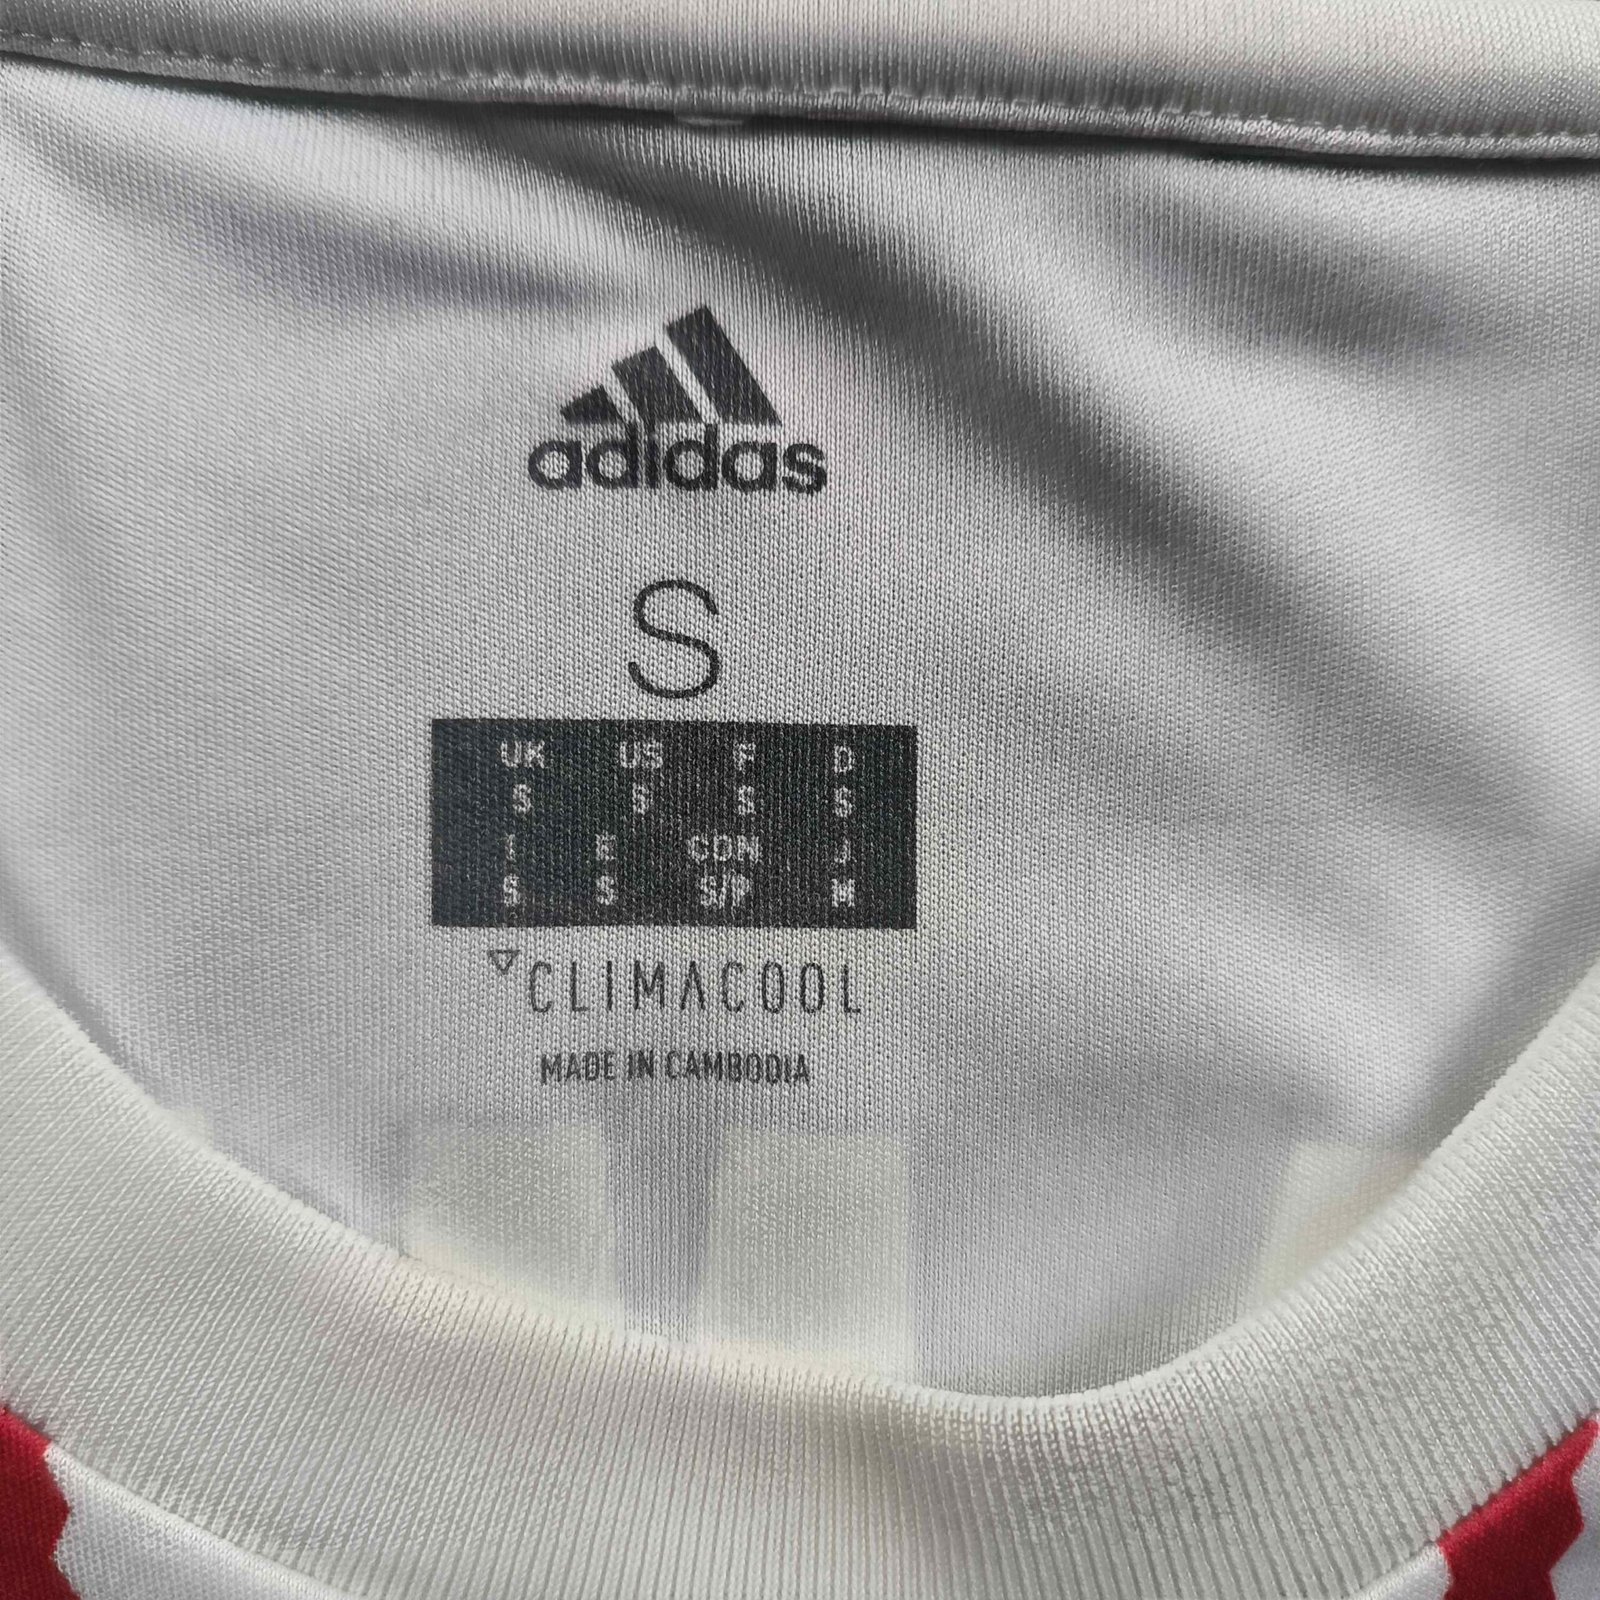 adidas
S
UK US F D
S S S S
I E CDN J
S S S/P M
CLIMACOOL
MADE IN CAMBODIA